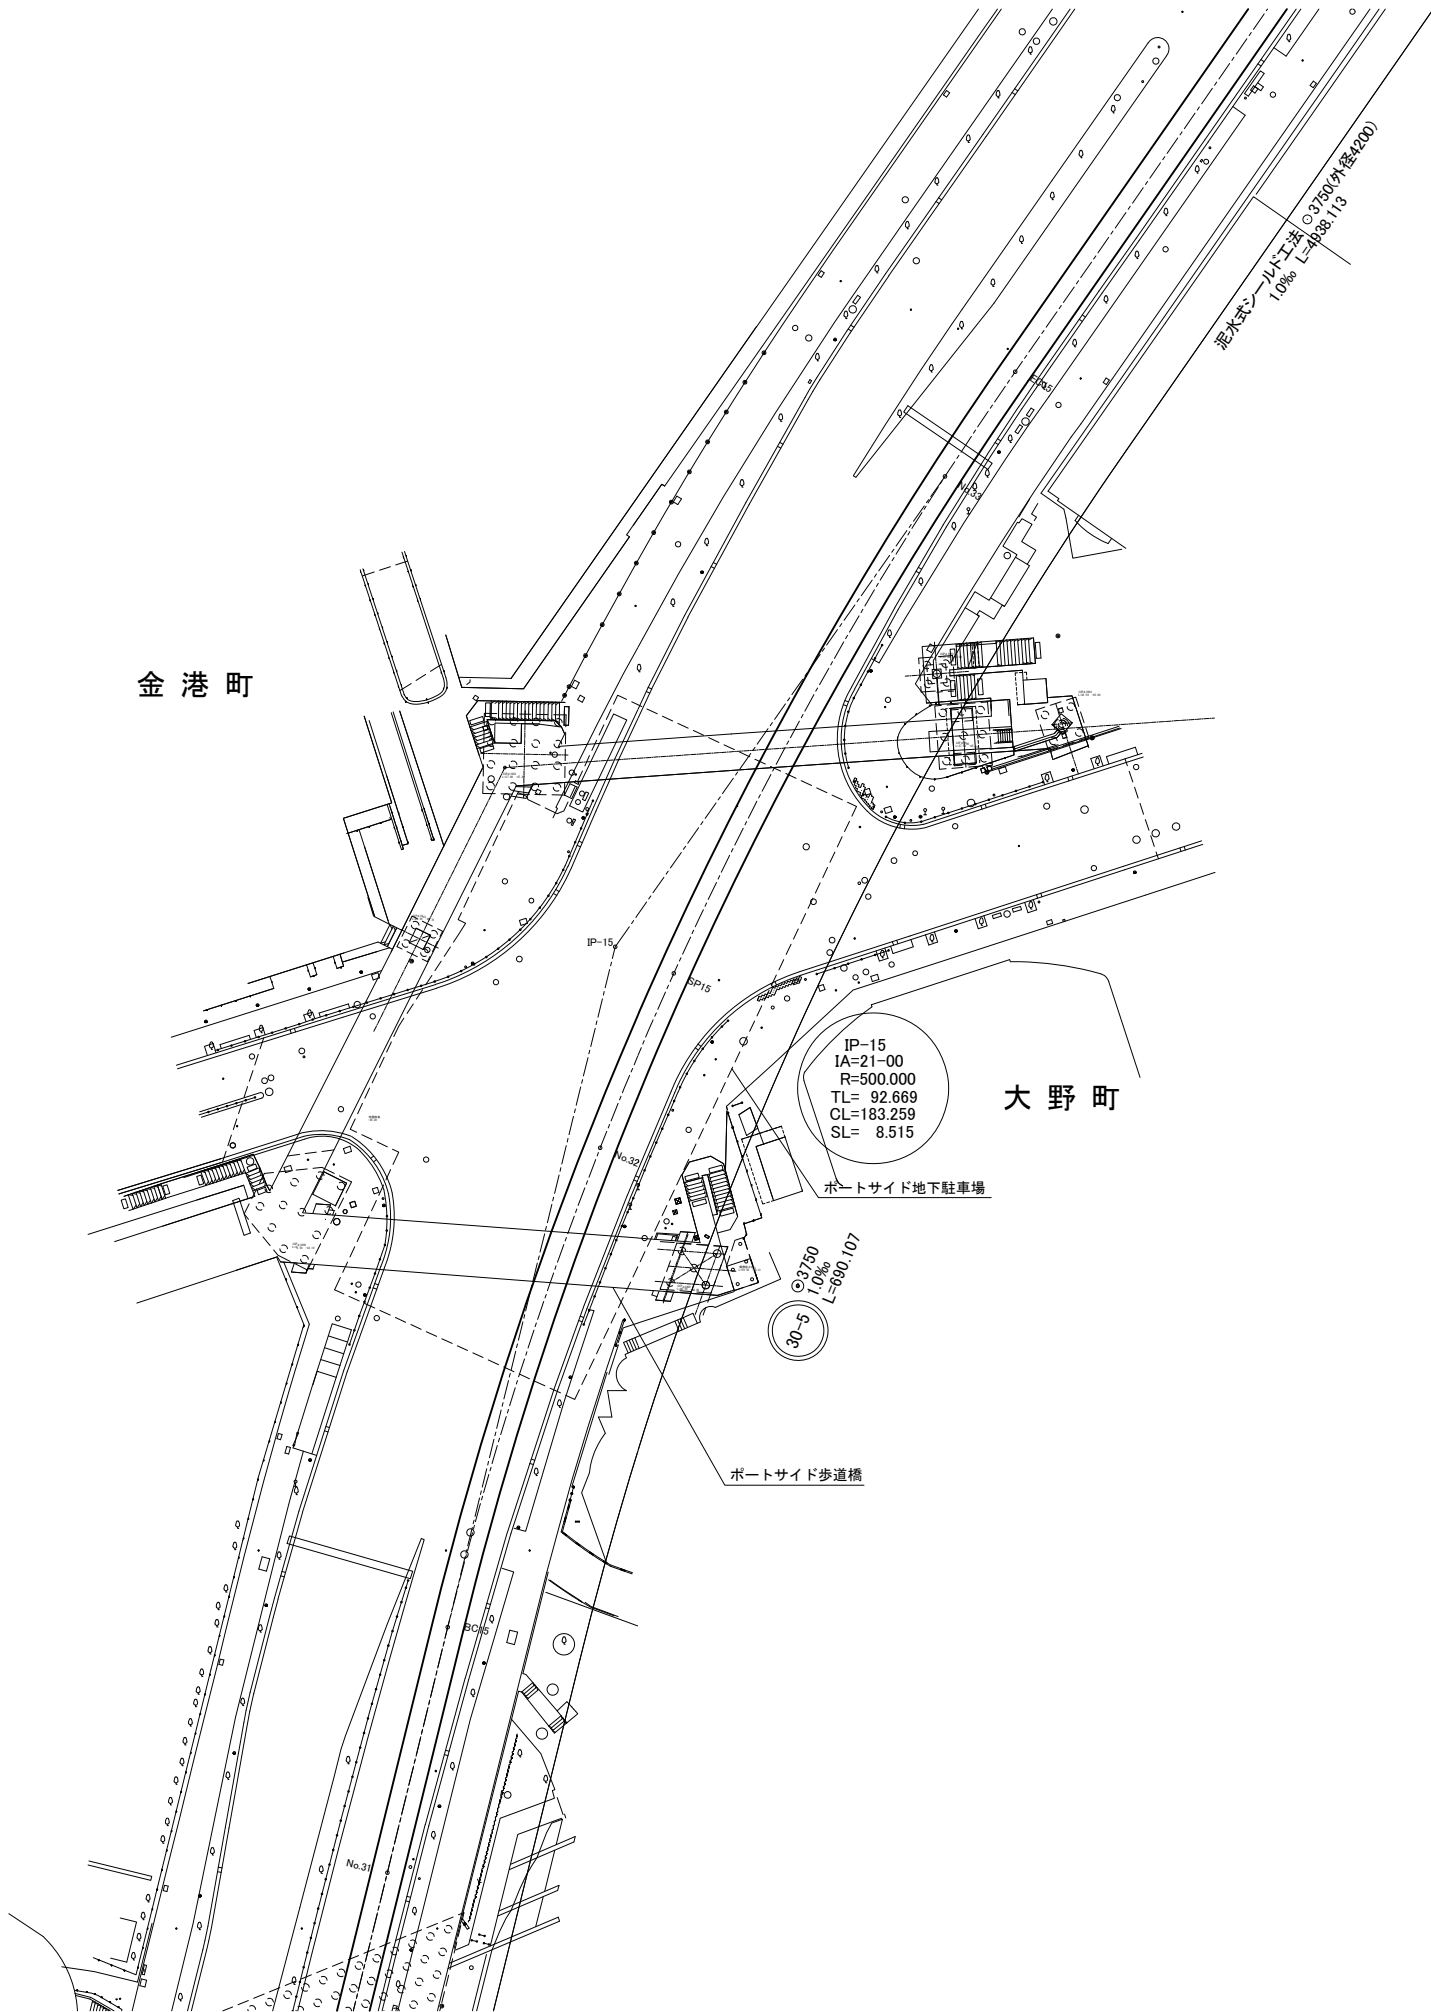 泥水式シールド工法 ○3750(外径4200)
1.0‰ L=4938.113
EC15
No.33
金港町
IP-15
SP15
IP-15
IA=21-00
R=500.000
TL= 92.669
CL=183.259
SL= 8.515
大野町
No.32
ポートサイド地下駐車場
○3750
1.0‰
L=690.107
30-5
ポートサイド歩道橋
BC15
No.31